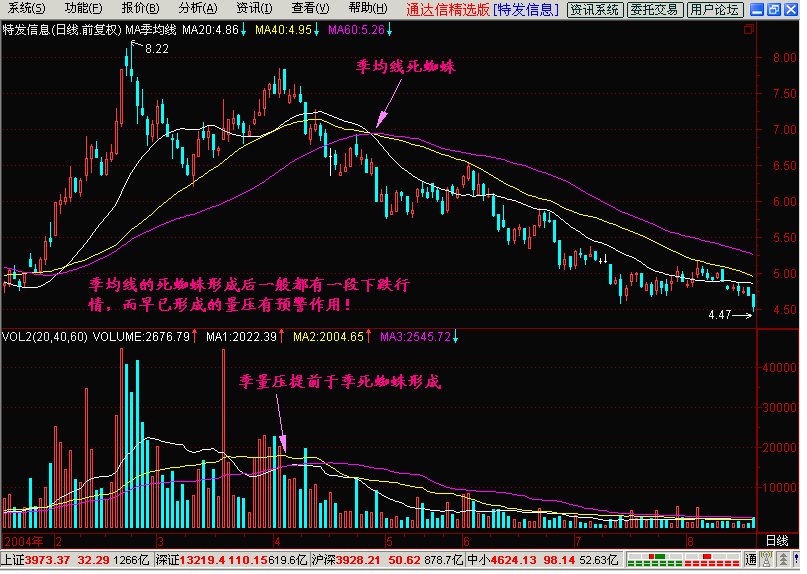 系统(S) 功能(F) 报价(B) 分析(A) 资讯(I) 查看(V) 帮助(H) 通达信精选版 [特发信息] 资讯系统 委托交易 用户论坛
特发信息(日线.前复权) MA季均线 MA20:4.86↓ MA40:4.95↓ MA60:5.26↓
8.22
8.00
季均线死蜘蛛
7.50
7.00
6.50
6.00
5.50
5.00
季均线的死蜘蛛形成后一般都有一段下跌行
情，而早已形成的量压有预警作用！
4.50
4.47
VOL2(20,40,60) VOLUME:2676.79↑ MA1:2022.39↑ MA2:2004.65↑ MA3:2545.72↓
40000
季量压提前于季死蜘蛛形成
30000
20000
10000
2004年 2 3 4 5 6 7 8 日线
上证3973.37 32.29 1266亿 深证13219.4 110.15 619.6亿 沪深3928.21 50.62 878.7亿 中小4624.13 98.14 52.63亿 通